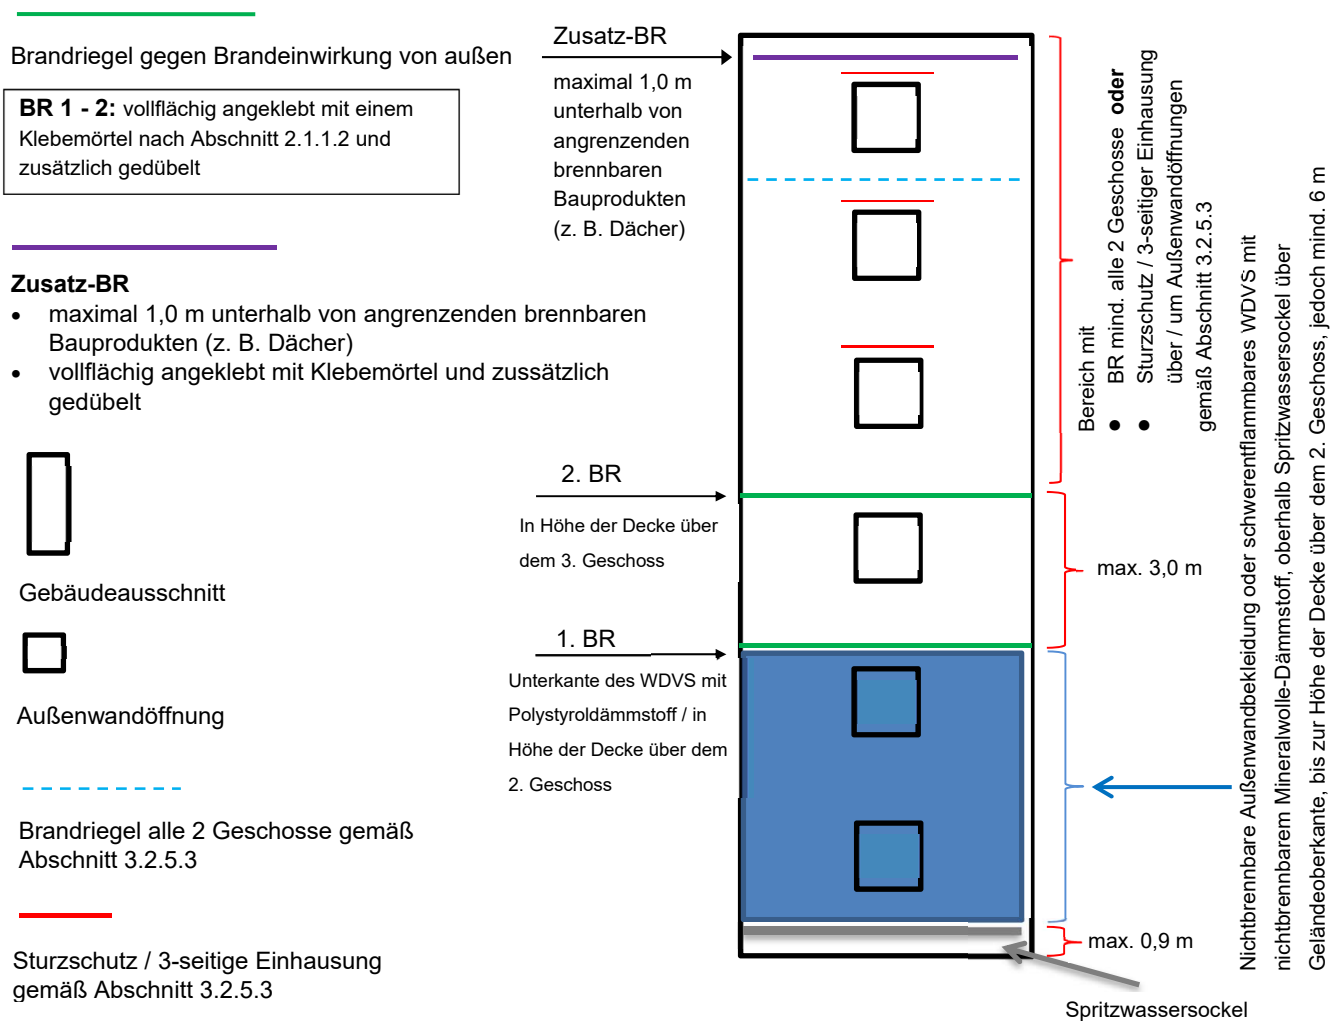 Brandriegel gegen Brandeinwirkung von außen
BR 1 - 2: vollflächig angeklebt mit einem
Klebemörtel nach Abschnitt 2.1.1.2 und
zusätzlich gedübelt
Zusatz-BR
• maximal 1,0 m unterhalb von angrenzenden brennbaren
Bauprodukten (z. B. Dächer)
• vollflächig angeklebt mit Klebemörtel und zussätzlich
gedübelt
Gebäudeausschnitt
Außenwandöffnung
Brandriegel alle 2 Geschosse gemäß
Abschnitt 3.2.5.3
Sturzschutz / 3-seitige Einhausung
gemäß Abschnitt 3.2.5.3
Zusatz-BR
maximal 1,0 m
unterhalb von
angrenzenden
brennbaren
Bauprodukten
(z. B. Dächer)
2. BR
In Höhe der Decke über
dem 3. Geschoss
1. BR
Unterkante des WDVS mit
Polystyroldämmstoff / in
Höhe der Decke über dem
2. Geschoss
Bereich mit
• BR mind. alle 2 Geschosse oder
• Sturzschutz / 3-seitiger Einhausung
über / um Außenwandöffnungen
gemäß Abschnitt 3.2.5.3
max. 3,0 m
max. 0,9 m
Spritzwassersockel
Nichtbrennbare Außenwandbekleidung oder schwerentflammbares WDVS mit
nichtbrennbarem Mineralwolle-Dämmstoff, oberhalb Spritzwassersockel über
Geländeoberkante, bis zur Höhe der Decke über dem 2. Geschoss, jedoch mind. 6 m